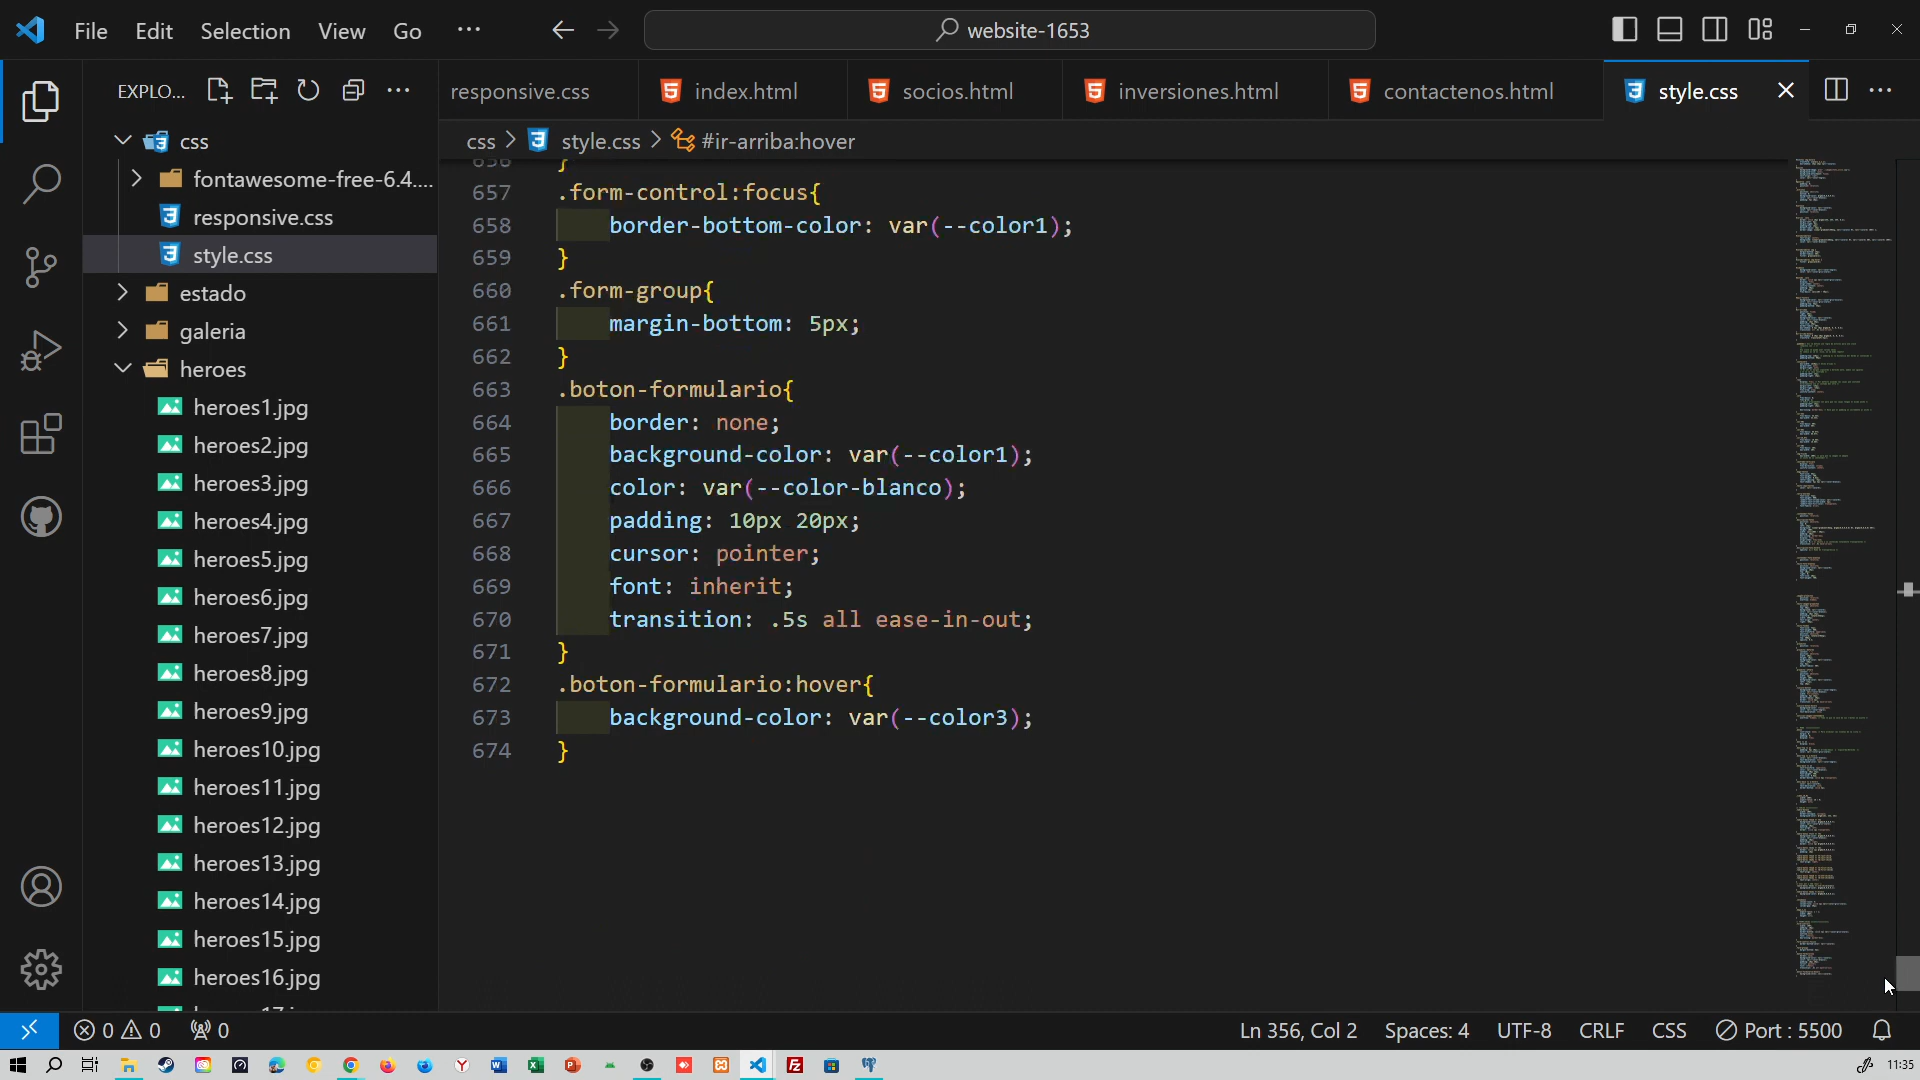 File Edit Selection View Go ··· website-1653
EXPLO... responsive.css index.html socios.html inversiones.html contactenos.html style.css
css > style.css > #ir-arriba:hover
css
fontawesome-free-6.4....
responsive.css
style.css
estado
galeria
heroes
heroes1.jpg
heroes2.jpg
heroes3.jpg
heroes4.jpg
heroes5.jpg
heroes6.jpg
heroes7.jpg
heroes8.jpg
heroes9.jpg
heroes10.jpg
heroes11.jpg
heroes12.jpg
heroes13.jpg
heroes14.jpg
heroes15.jpg
heroes16.jpg
656 }
657 .form-control:focus{
658 border-bottom-color: var(--color1);
659 }
660 .form-group{
661 margin-bottom: 5px;
662 }
663 .boton-formulario{
664 border: none;
665 background-color: var(--color1);
666 color: var(--color-blanco);
667 padding: 10px 20px;
668 cursor: pointer;
669 font: inherit;
670 transition: .5s all ease-in-out;
671 }
672 .boton-formulario:hover{
673 background-color: var(--color3);
674 }
0 0 0 Ln 356, Col 2 Spaces: 4 UTF-8 CRLF CSS Port : 5500
11:35